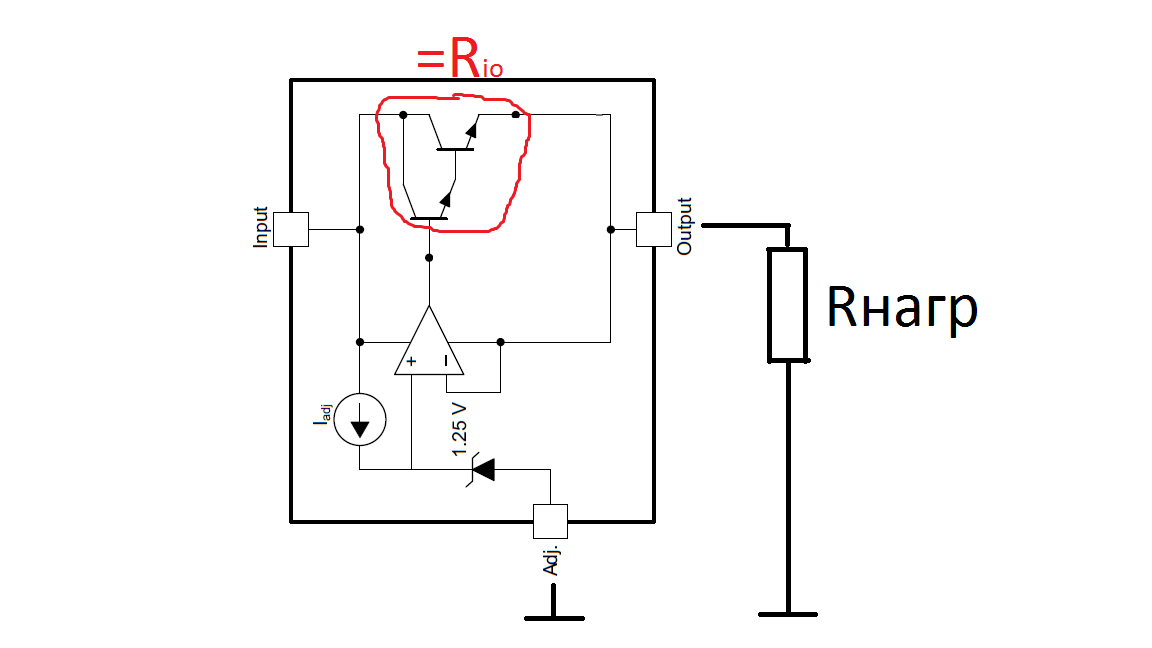 =Rio
Input
Output
Rнагр
+
−
Iadj
1.25 V
Adj.